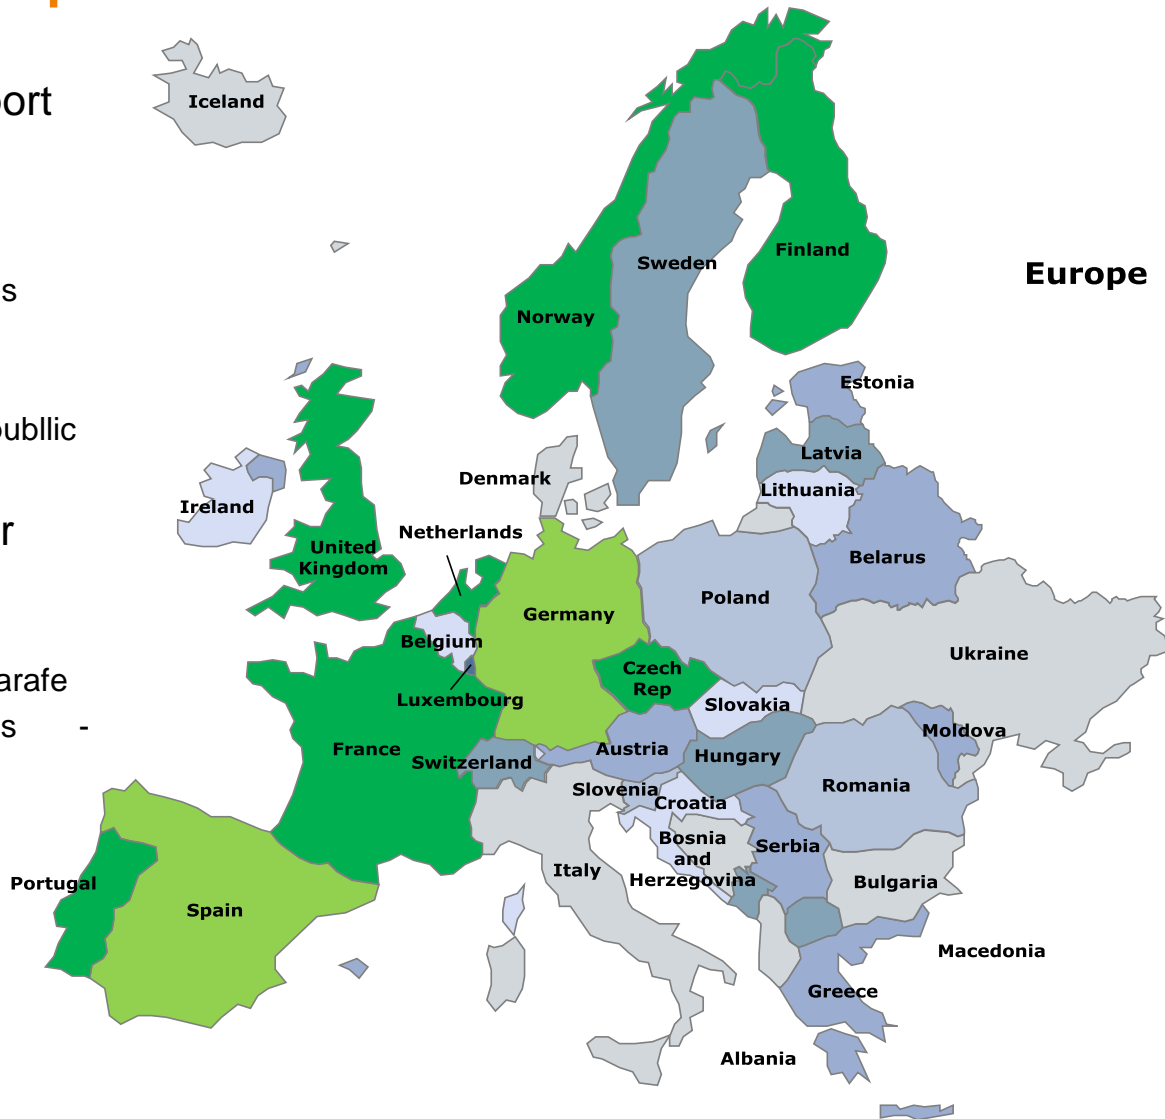 ort
s
publlic
r
arafe
s -
Iceland
Europe
Sweden
Finland
Norway
Estonia
Latvia
Denmark
Lithuania
Ireland
Netherlands
United
Kingdom
Belarus
Poland
Germany
Belgium
Ukraine
Czech
Rep
Luxembourg
Slovakia
Moldova
France
Austria
Switzerland
Hungary
Slovenia
Romania
Croatia
Bosnia
and
Herzegovina
Serbia
Italy
Portugal
Bulgaria
Spain
Macedonia
Greece
Albania